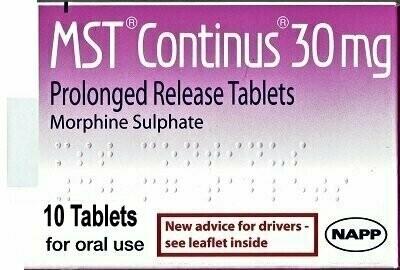 MST® Continus® 30 mg
Prolonged Release Tablets
Morphine Sulphate
10 Tablets
for oral use
New advice for drivers -
see leaflet inside
NAPP